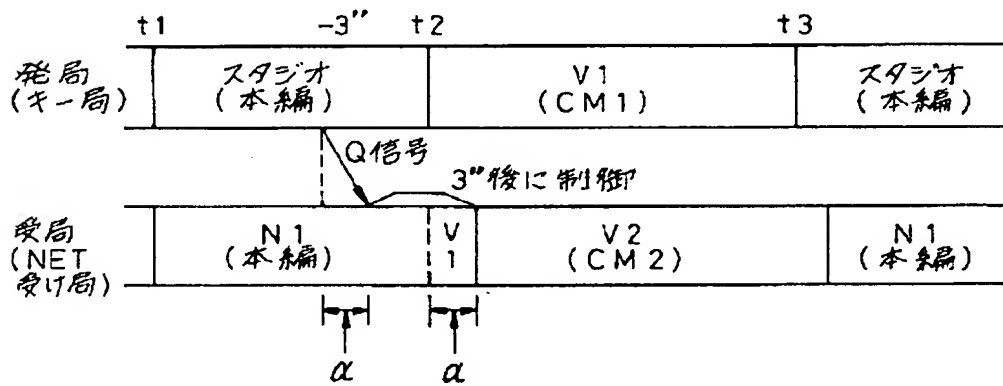 t1 -3″ t2 t3
発局
(キー局)
スタジオ
(本編)
V1
(CM1)
スタジオ
(本編)
Q信号
3″後に制御
受局
(NET
受け局)
N1
(本編)
V
1
V2
(CM2)
N1
(本編)
α α